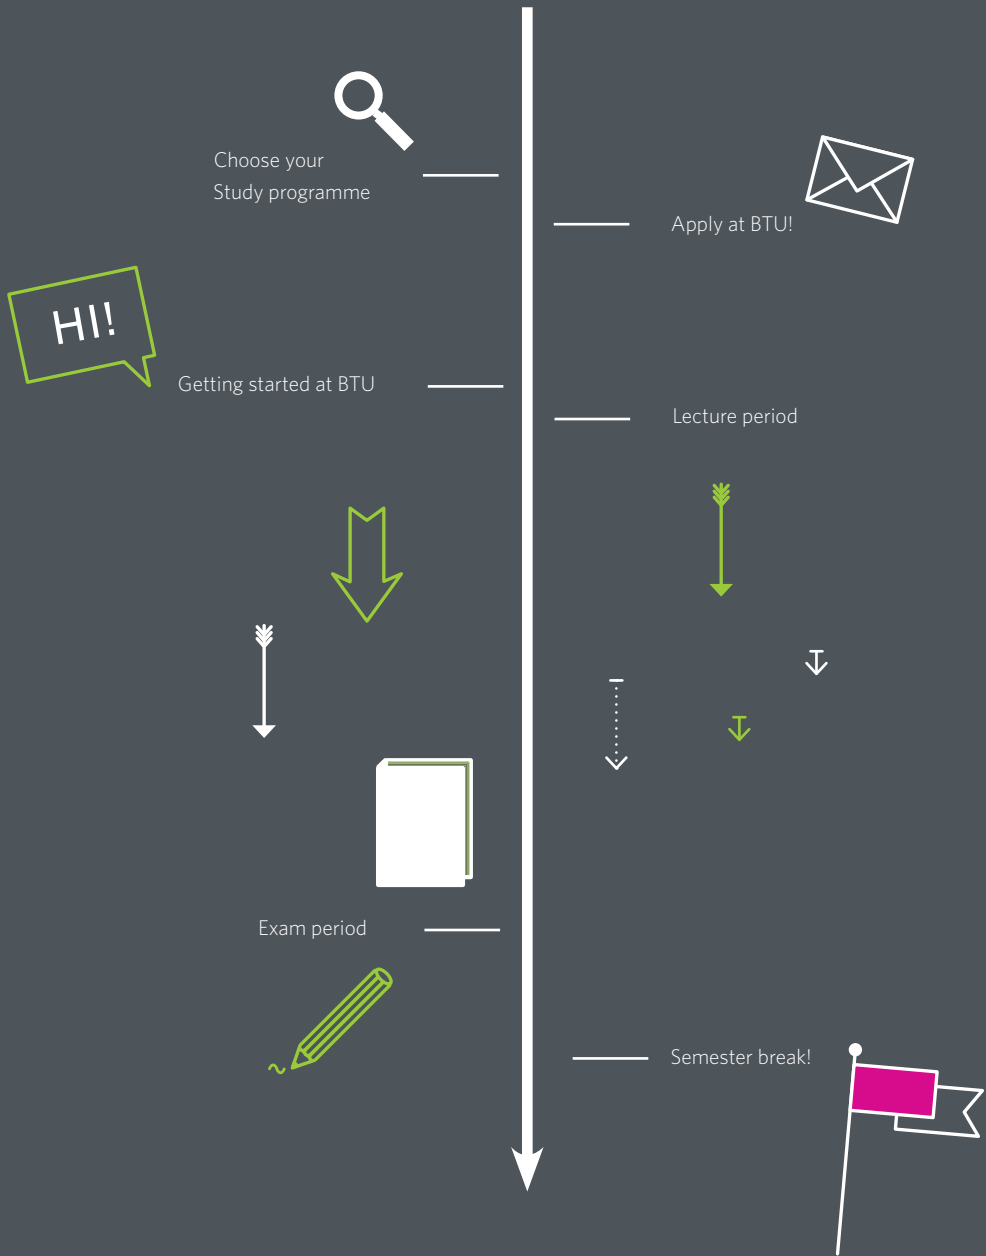 Choose your
Study programme
Apply at BTU!
HI!
Getting started at BTU
Lecture period
Exam period
Semester break!